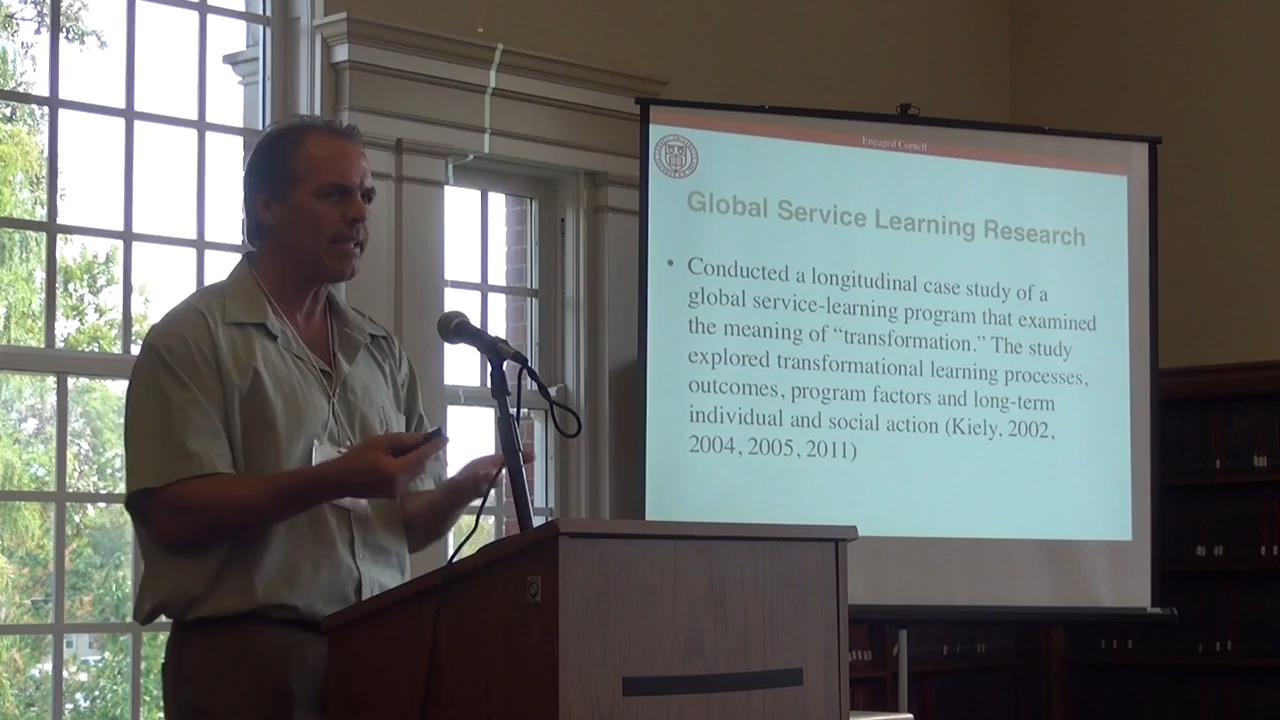 Engaged Cornell
Global Service Learning Research
• Conducted a longitudinal case study of a
global service-learning program that examined
the meaning of “transformation.” The study
explored transformational learning processes,
outcomes, program factors and long-term
individual and social action (Kiely, 2002,
2004, 2005, 2011)